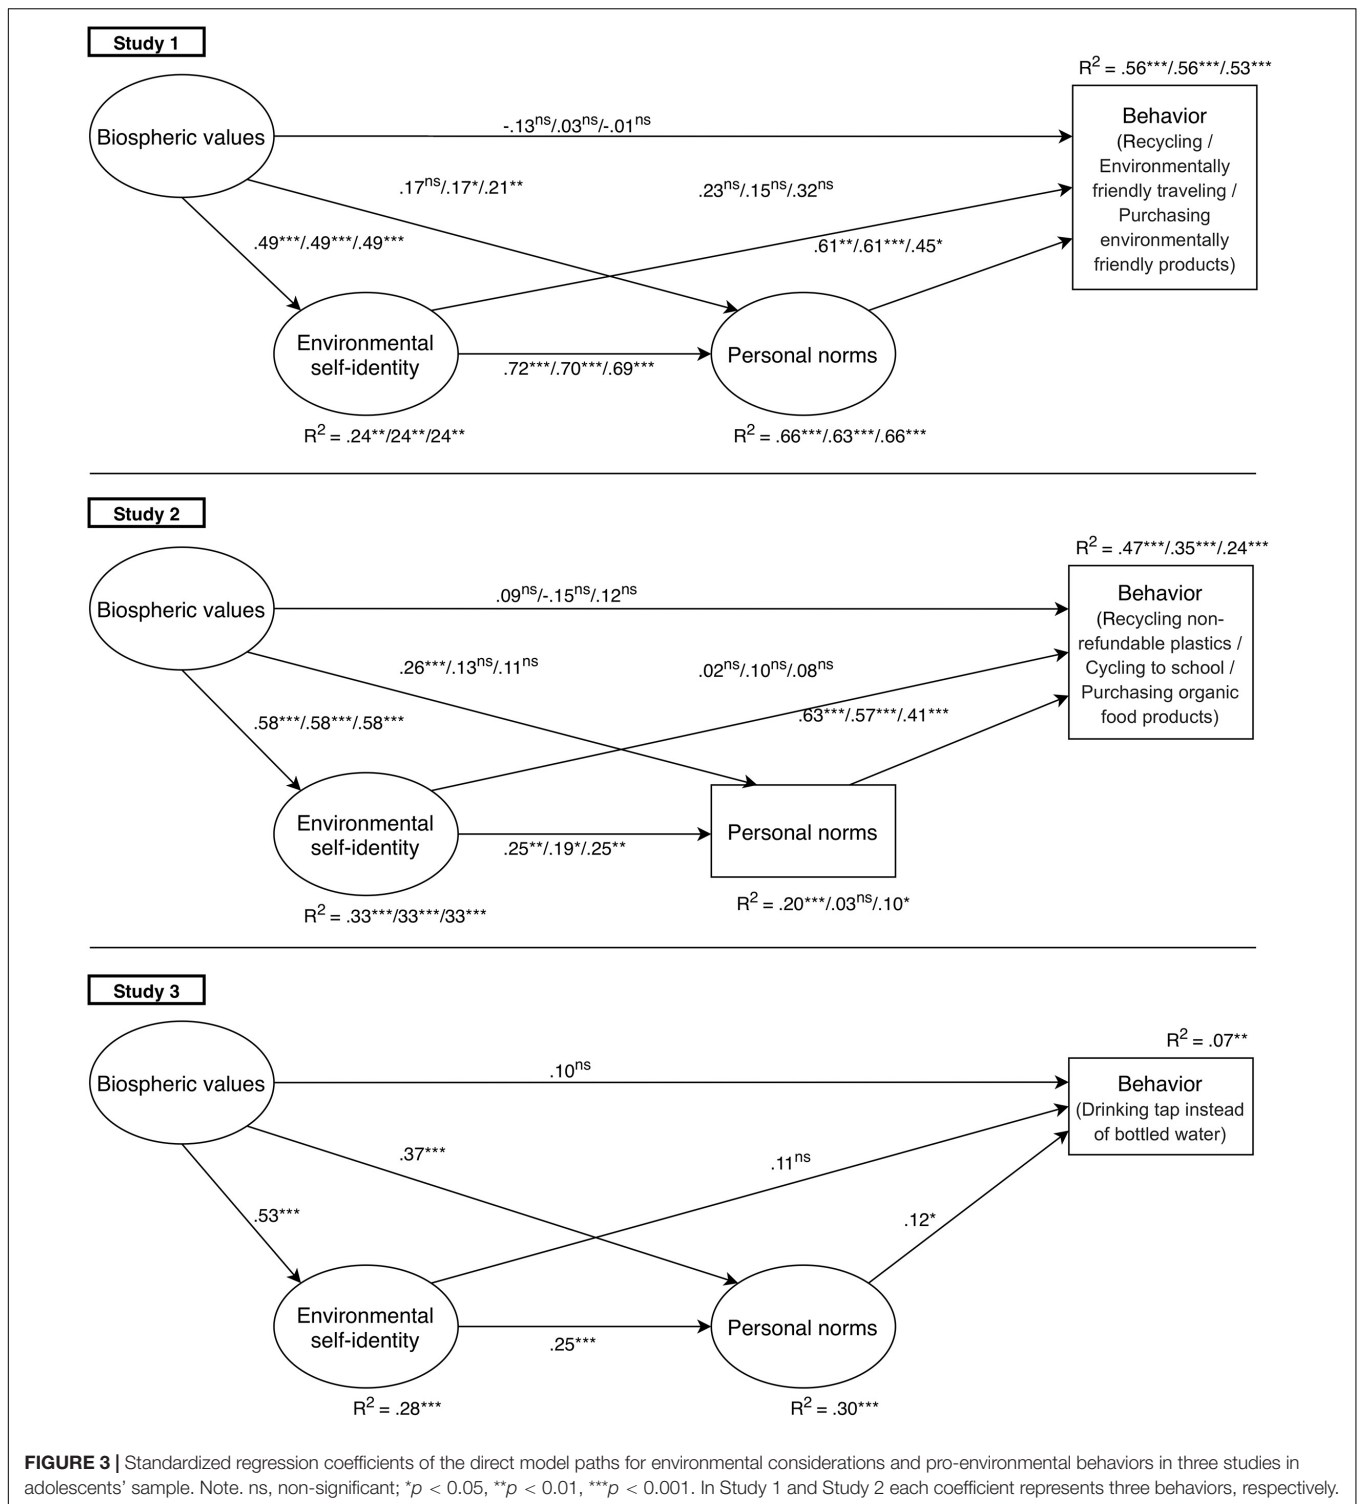 Study 1
R2 = .56***/.56***/.53***
Biospheric values
-.13ns/.03ns/-.01ns
Behavior
(Recycling /
Environmentally
friendly traveling /
Purchasing
environmentally
friendly products)
.17ns/.17*/.21**
.23ns/.15ns/.32ns
.49***/.49***/.49***
.61**/.61***/.45*
Environmental
self-identity
.72***/.70***/.69***
Personal norms
R2 = .24**/24**/24**
R2 = .66***/.63***/.66***
Study 2
R2 = .47***/.35***/.24***
Biospheric values
.09ns/-.15ns/.12ns
Behavior
(Recycling non-
refundable plastics /
Cycling to school /
Purchasing organic
food products)
.26***/.13ns/.11ns
.02ns/.10ns/.08ns
.58***/.58***/.58***
.63***/.57***/.41***
Environmental
self-identity
.25**/.19*/.25**
Personal norms
R2 = .33***/33***/33***
R2 = .20***/.03ns/.10*
Study 3
R2 = .07**
Biospheric values
.10ns
Behavior
(Drinking tap instead
of bottled water)
.37***
.11ns
.53***
.12*
Environmental
self-identity
.25***
Personal norms
R2 = .28***
R2 = .30***
FIGURE 3 | Standardized regression coefficients of the direct model paths for environmental considerations and pro-environmental behaviors in three studies in
adolescents' sample. Note. ns, non-significant; *p < 0.05, **p < 0.01, ***p < 0.001. In Study 1 and Study 2 each coefficient represents three behaviors, respectively.